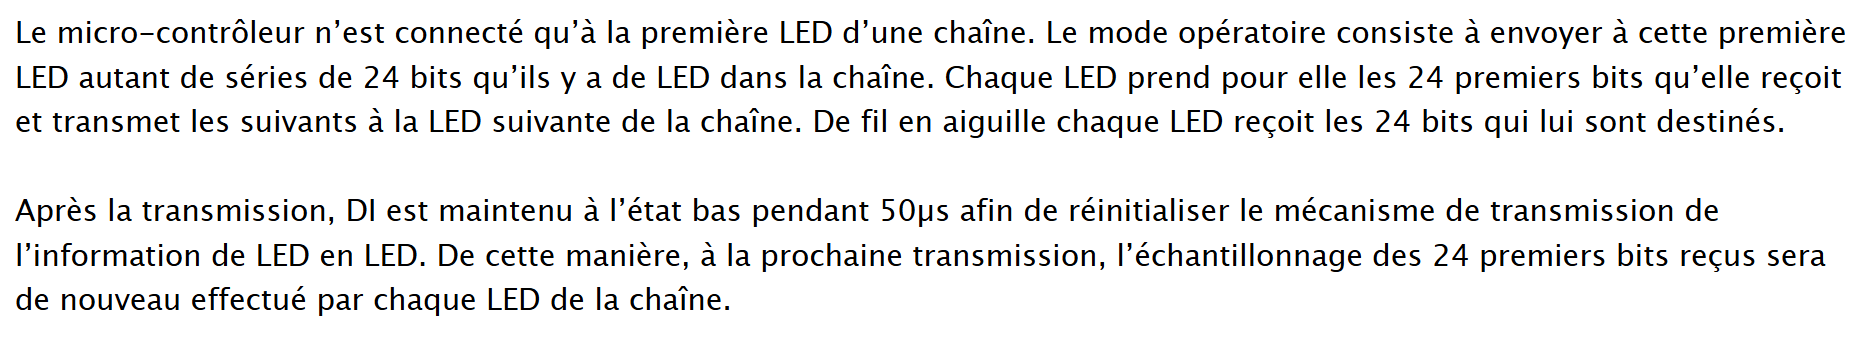 Le micro-contrôleur n’est connecté qu’à la première LED d’une chaîne. Le mode opératoire consiste à envoyer à cette première
LED autant de séries de 24 bits qu’ils y a de LED dans la chaîne. Chaque LED prend pour elle les 24 premiers bits qu’elle reçoit
et transmet les suivants à la LED suivante de la chaîne. De fil en aiguille chaque LED reçoit les 24 bits qui lui sont destinés.
Après la transmission, DI est maintenu à l’état bas pendant 50µs afin de réinitialiser le mécanisme de transmission de
l’information de LED en LED. De cette manière, à la prochaine transmission, l’échantillonnage des 24 premiers bits reçus sera
de nouveau effectué par chaque LED de la chaîne.